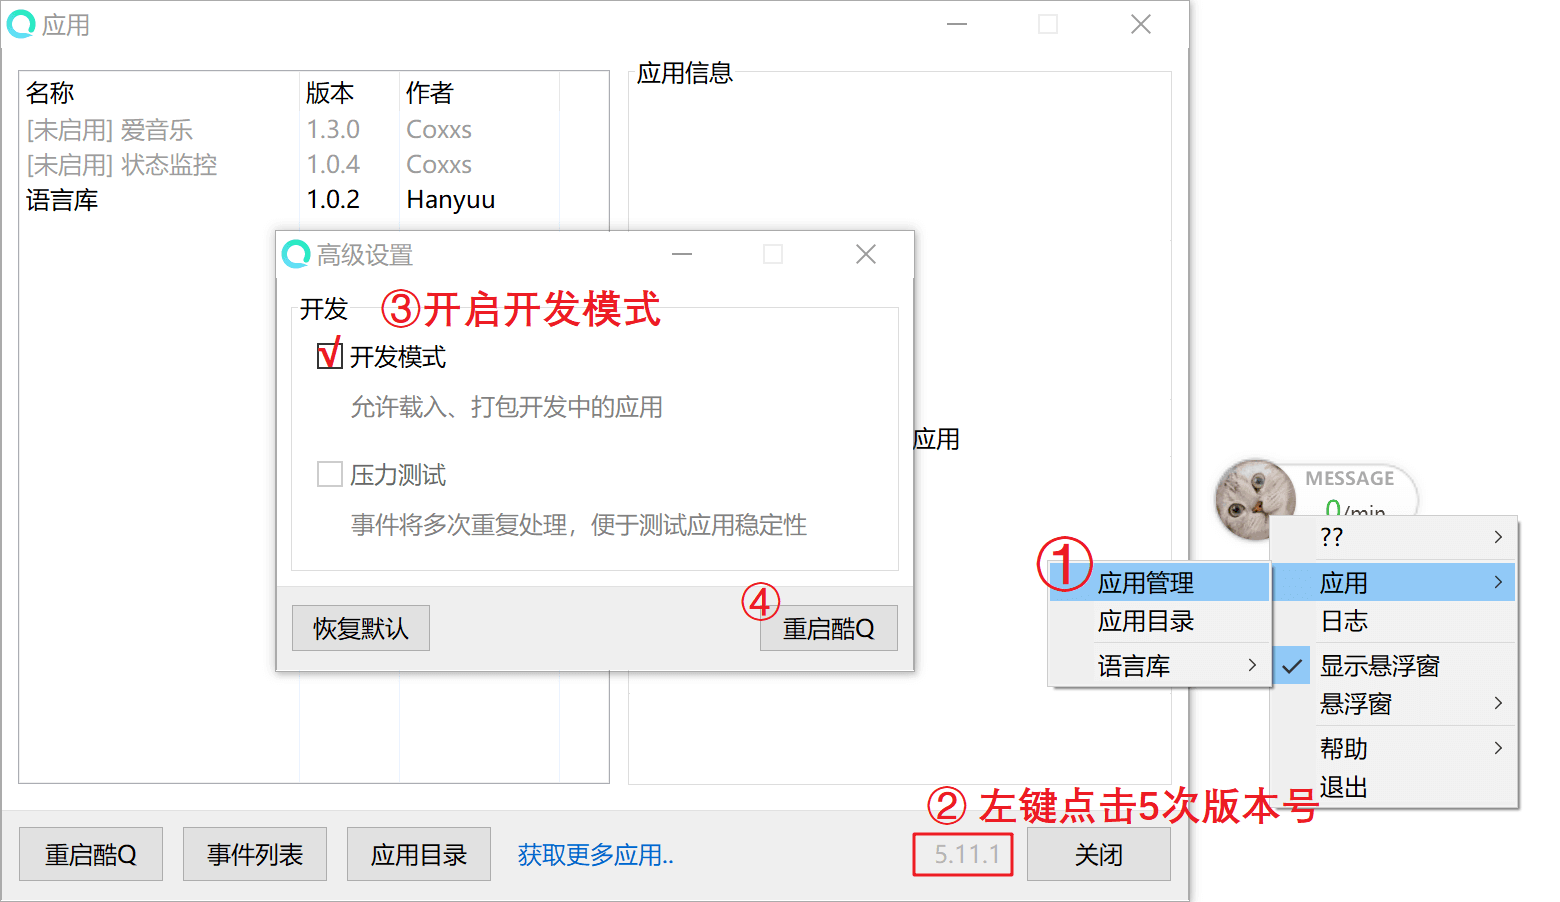 应用
名称 版本 作者
[未启用] 爱音乐 1.3.0 Coxxs
[未启用] 状态监控 1.0.4 Coxxs
语言库 1.0.2 Hanyuu
应用信息
应用
高级设置
开发
③开启开发模式
√ 开发模式
允许载入、打包开发中的应用
压力测试
事件将多次重复处理，便于测试应用稳定性
恢复默认
④
重启酷Q
MESSAGE
0/min
??
应用
日志
显示悬浮窗
悬浮窗
帮助
退出
①
应用管理
应用目录
语言库
② 左键点击5次版本号
重启酷Q 事件列表 应用目录 获取更多应用.. 5.11.1 关闭